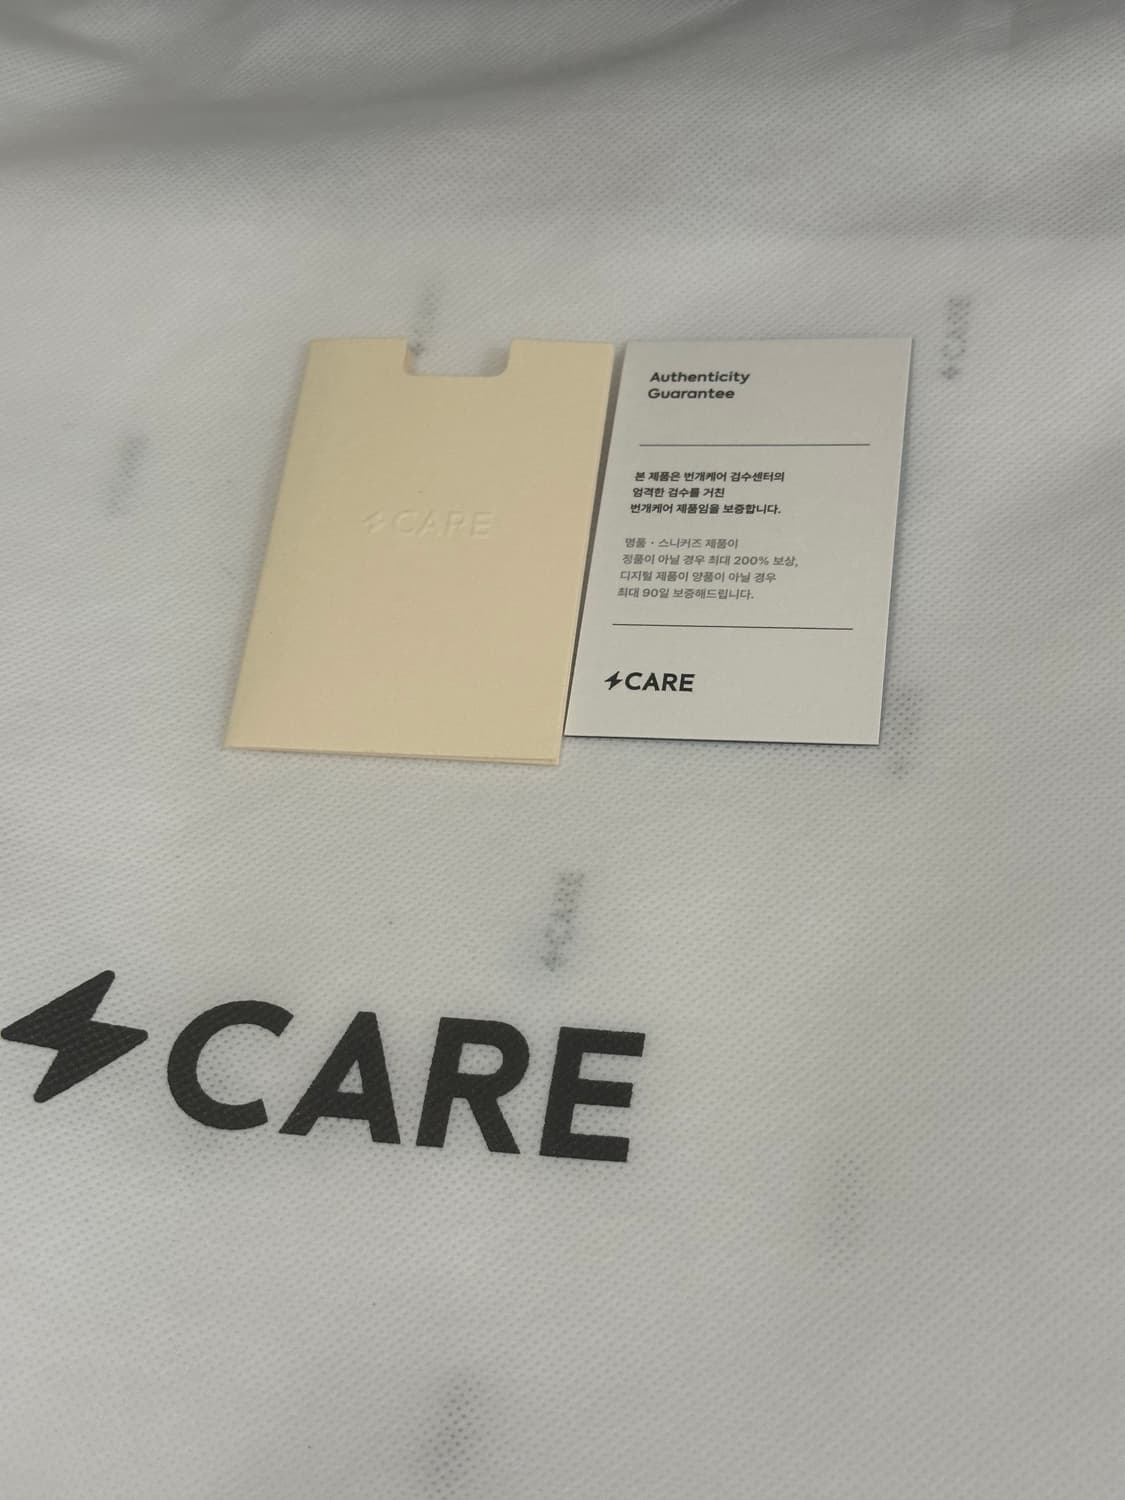 CARE
Authenticity
Guarantee
본 제품은 번개케어 검수센터의
엄격한 검수를 거친
번개케어 제품임을 보증합니다.
명품 · 스니커즈 제품이
정품이 아닐 경우 최대 200% 보상,
디지털 제품이 양품이 아닐 경우
최대 90일 보증해드립니다.
CARE
CARE
CARE
CARE